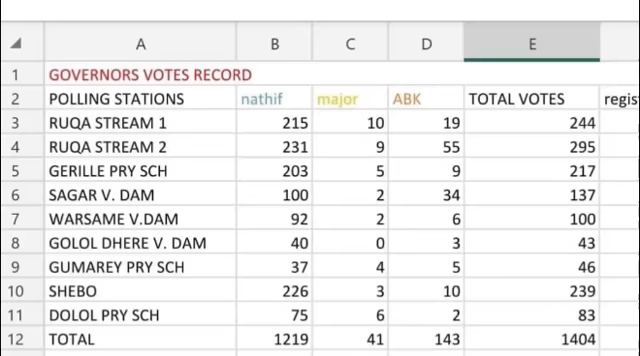 A B C D E
1 GOVERNORS VOTES RECORD
2 POLLING STATIONS nathif major ABK TOTAL VOTES regis
3 RUQA STREAM 1 215 10 19 244
4 RUQA STREAM 2 231 9 55 295
5 GERILLE PRY SCH 203 5 9 217
6 SAGAR V. DAM 100 2 34 137
7 WARSAME V.DAM 92 2 6 100
8 GOLOL DHERE V. DAM 40 0 3 43
9 GUMAREY PRY SCH 37 4 5 46
10 SHEBO 226 3 10 239
11 DOLOL PRY SCH 75 6 2 83
12 TOTAL 1219 41 143 1404